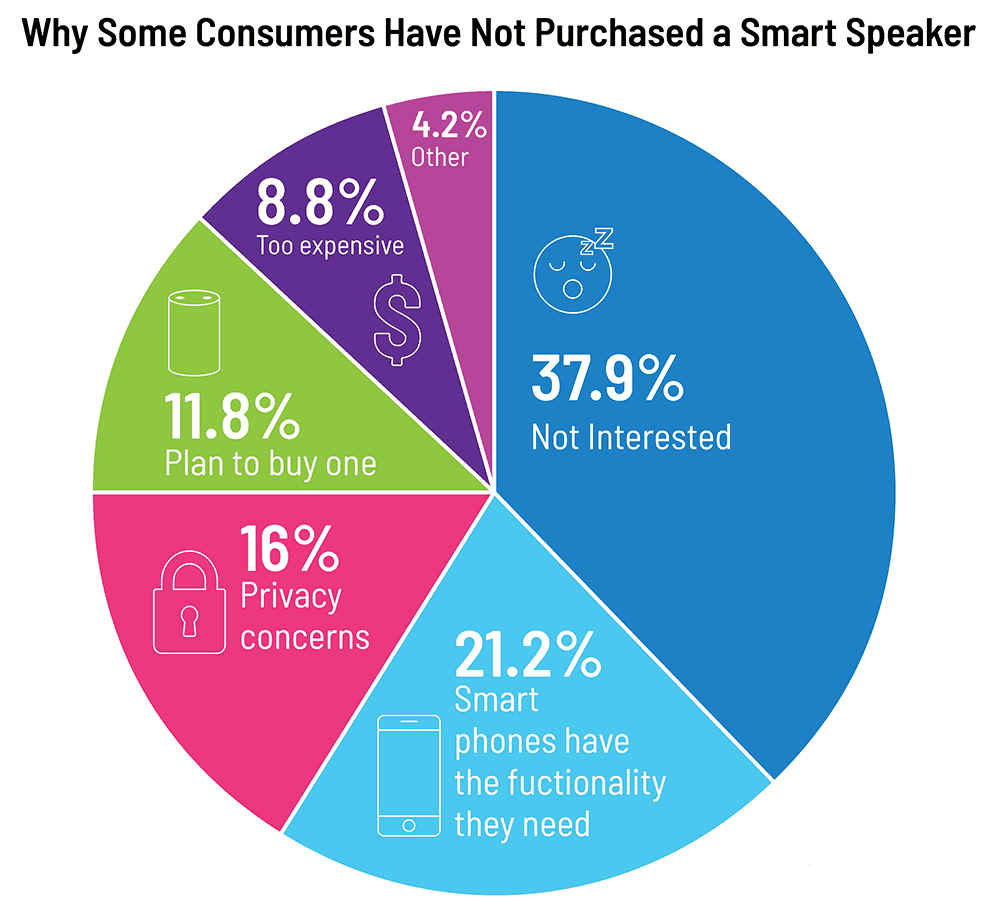 Why Some Consumers Have Not Purchased a Smart Speaker
4.2%
Other
8.8%
Too expensive
$
zZ
37.9%
Not Interested
11.8%
Plan to buy one
16%
Privacy
concerns
21.2%
Smart
phones have
the fuctionality
they need